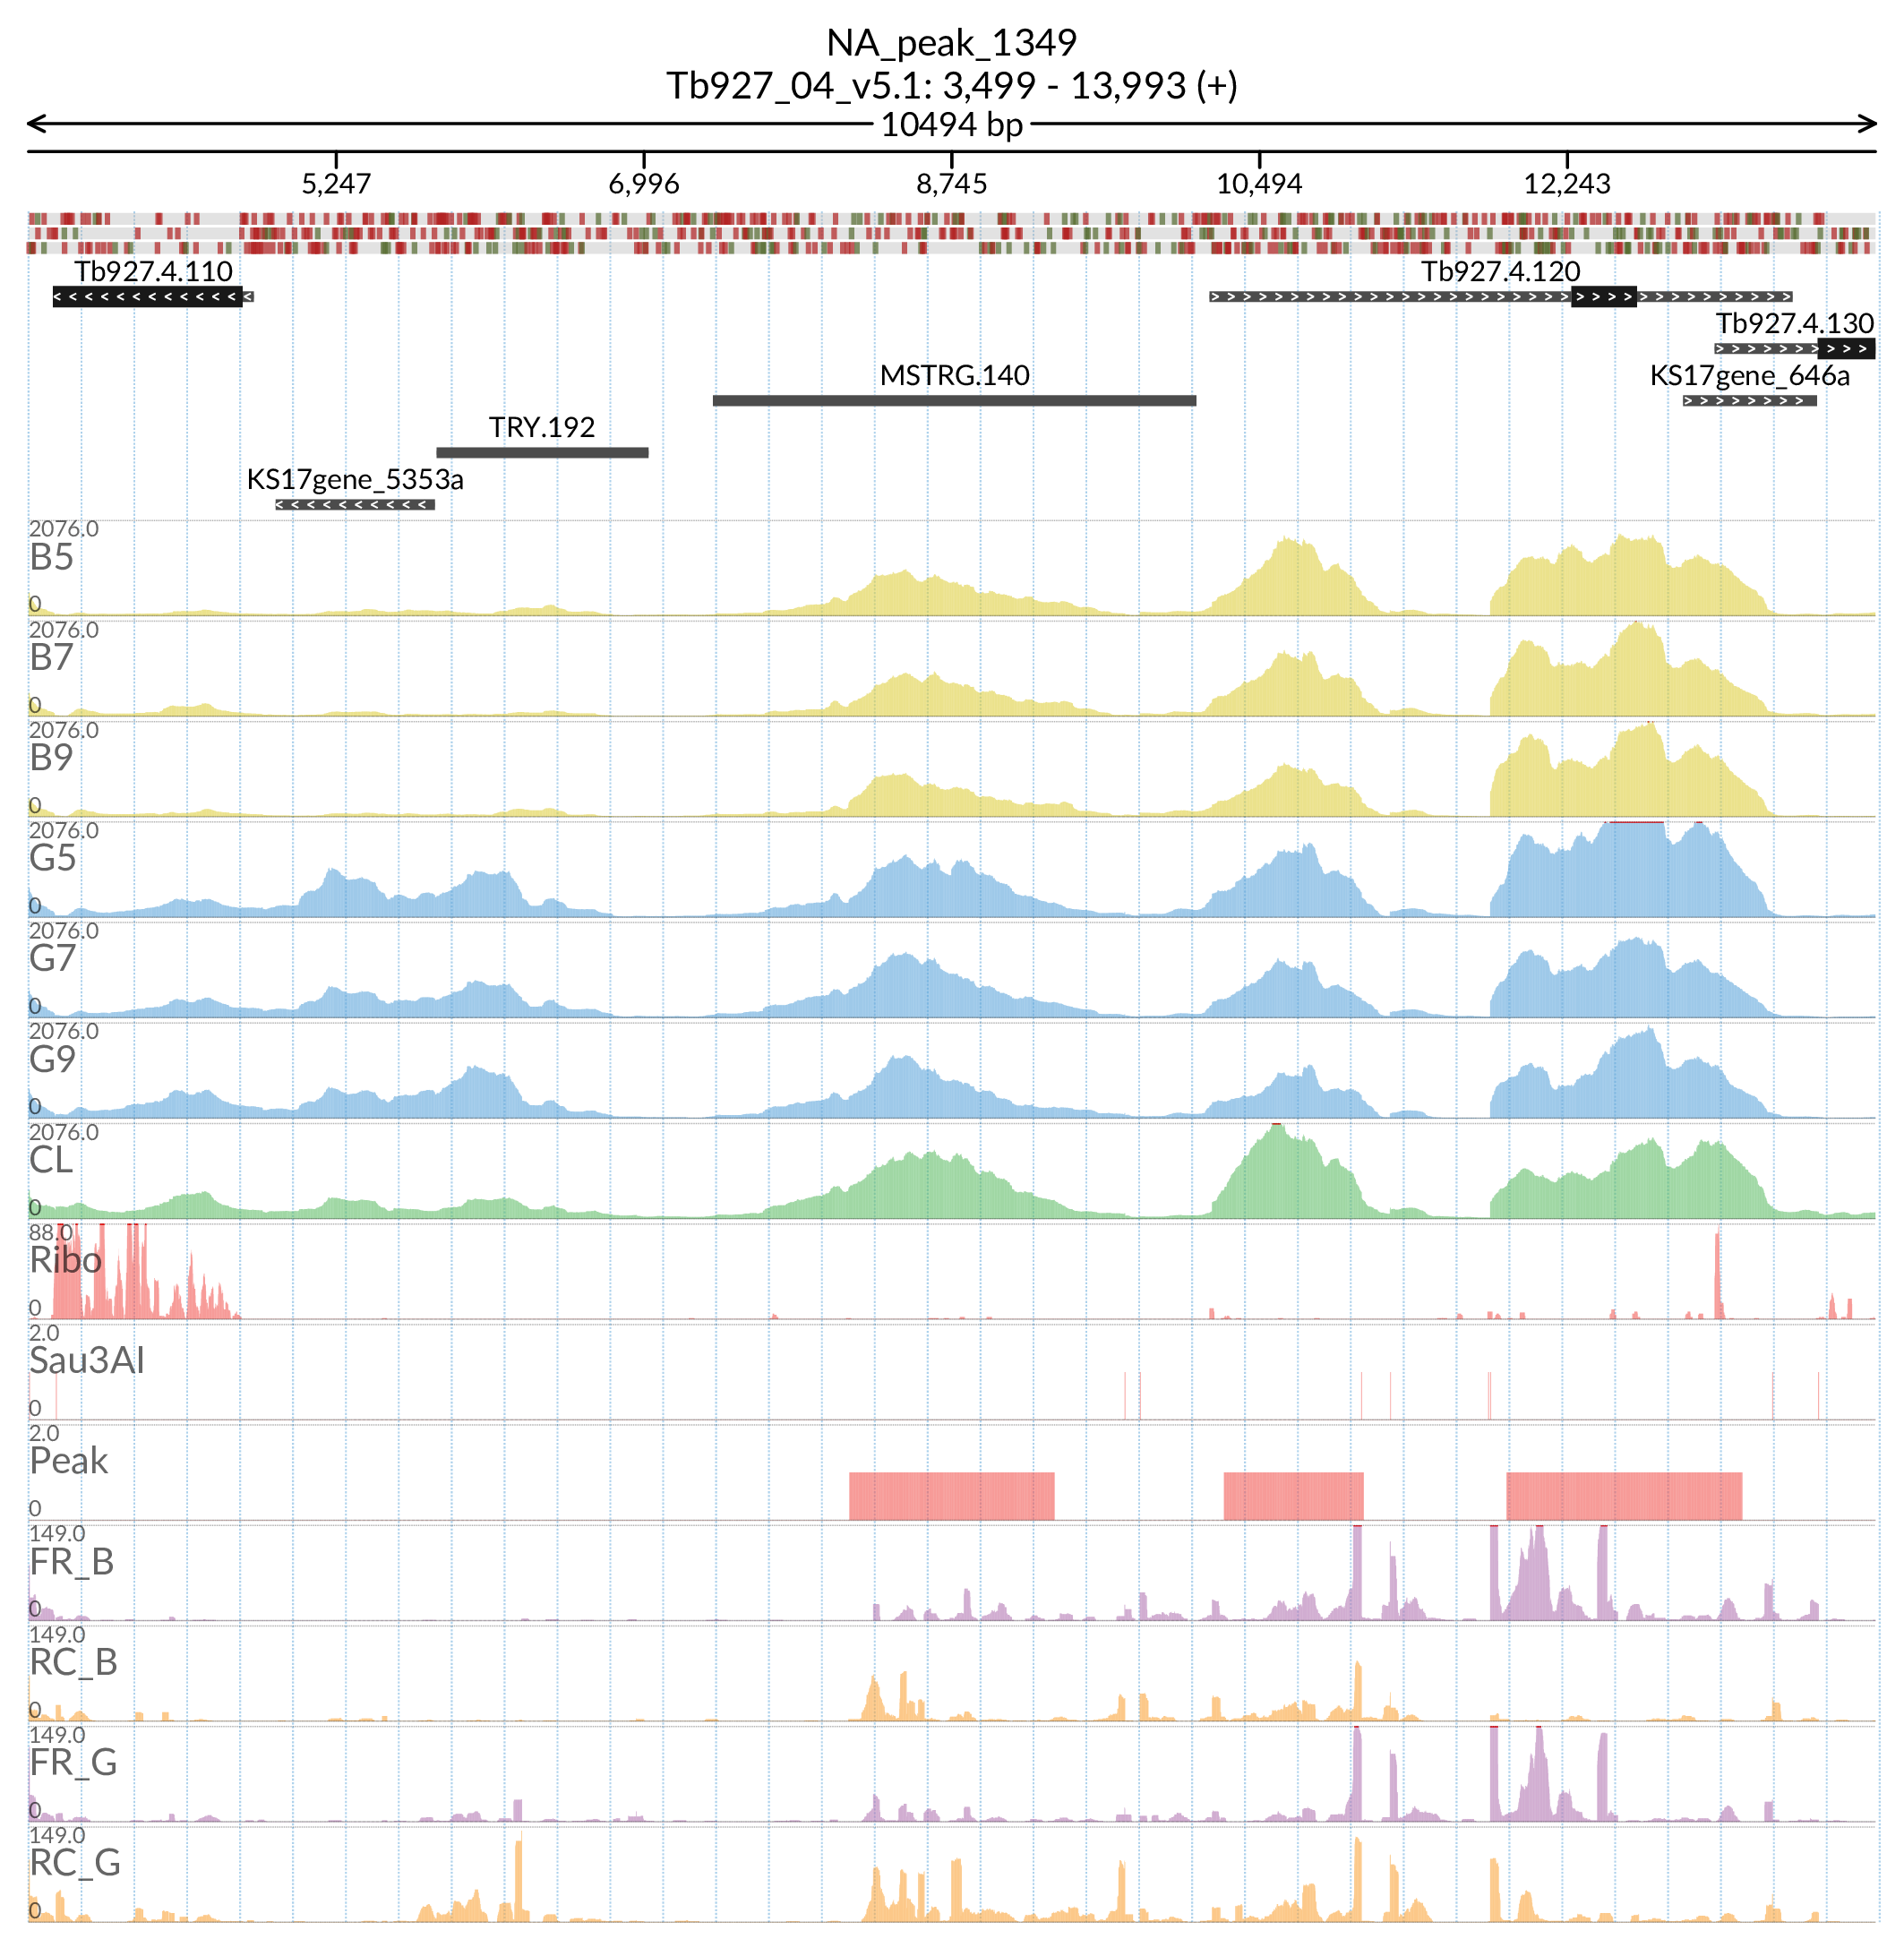 NA_peak_1349
Tb927_04_v5.1: 3,499 - 13,993 (+)
10494 bp
5,247 6,996 8,745 10,494 12,243
Tb927.4.110 Tb927.4.120
Tb927.4.130
MSTRG.140 KS17gene_646a
TRY.192
KS17gene_5353a
2076.0
B5
0
2076.0
B7
0
2076.0
B9
0
2076.0
G5
0
2076.0
G7
0
2076.0
G9
0
2076.0
CL
0
88.0
Ribo
0
2.0
Sau3AI
0
2.0
Peak
0
149.0
FR_B
0
149.0
RC_B
0
149.0
FR_G
0
149.0
RC_G
0